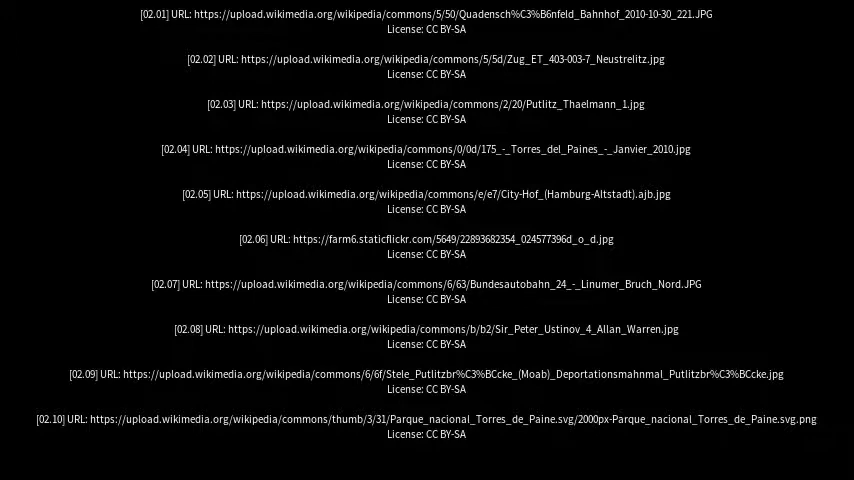 [02.01] URL: https://upload.wikimedia.org/wikipedia/commons/5/50/Quadensch%C3%B6nfeld_Bahnhof_2010-10-30_221.JPG
License: CC BY-SA
[02.02] URL: https://upload.wikimedia.org/wikipedia/commons/5/5d/Zug_ET_403-003-7_Neustrelitz.jpg
License: CC BY-SA
[02.03] URL: https://upload.wikimedia.org/wikipedia/commons/2/20/Putlitz_Thaelmann_1.jpg
License: CC BY-SA
[02.04] URL: https://upload.wikimedia.org/wikipedia/commons/0/0d/175_-_Torres_del_Paines_-_Janvier_2010.jpg
License: CC BY-SA
[02.05] URL: https://upload.wikimedia.org/wikipedia/commons/e/e7/City-Hof_(Hamburg-Altstadt).ajb.jpg
License: CC BY-SA
[02.06] URL: https://farm6.staticflickr.com/5649/22893682354_024577396d_o_d.jpg
License: CC BY-SA
[02.07] URL: https://upload.wikimedia.org/wikipedia/commons/6/63/Bundesautobahn_24_-_Linumer_Bruch_Nord.JPG
License: CC BY-SA
[02.08] URL: https://upload.wikimedia.org/wikipedia/commons/b/b2/Sir_Peter_Ustinov_4_Allan_Warren.jpg
License: CC BY-SA
[02.09] URL: https://upload.wikimedia.org/wikipedia/commons/6/6f/Stele_Putlitzbr%C3%BCcke_(Moab)_Deportationsmahnmal_Putlitzbr%C3%BCcke.jpg
License: CC BY-SA
[02.10] URL: https://upload.wikimedia.org/wikipedia/commons/thumb/3/31/Parque_nacional_Torres_de_Paine.svg/2000px-Parque_nacional_Torres_de_Paine.svg.png
License: CC BY-SA